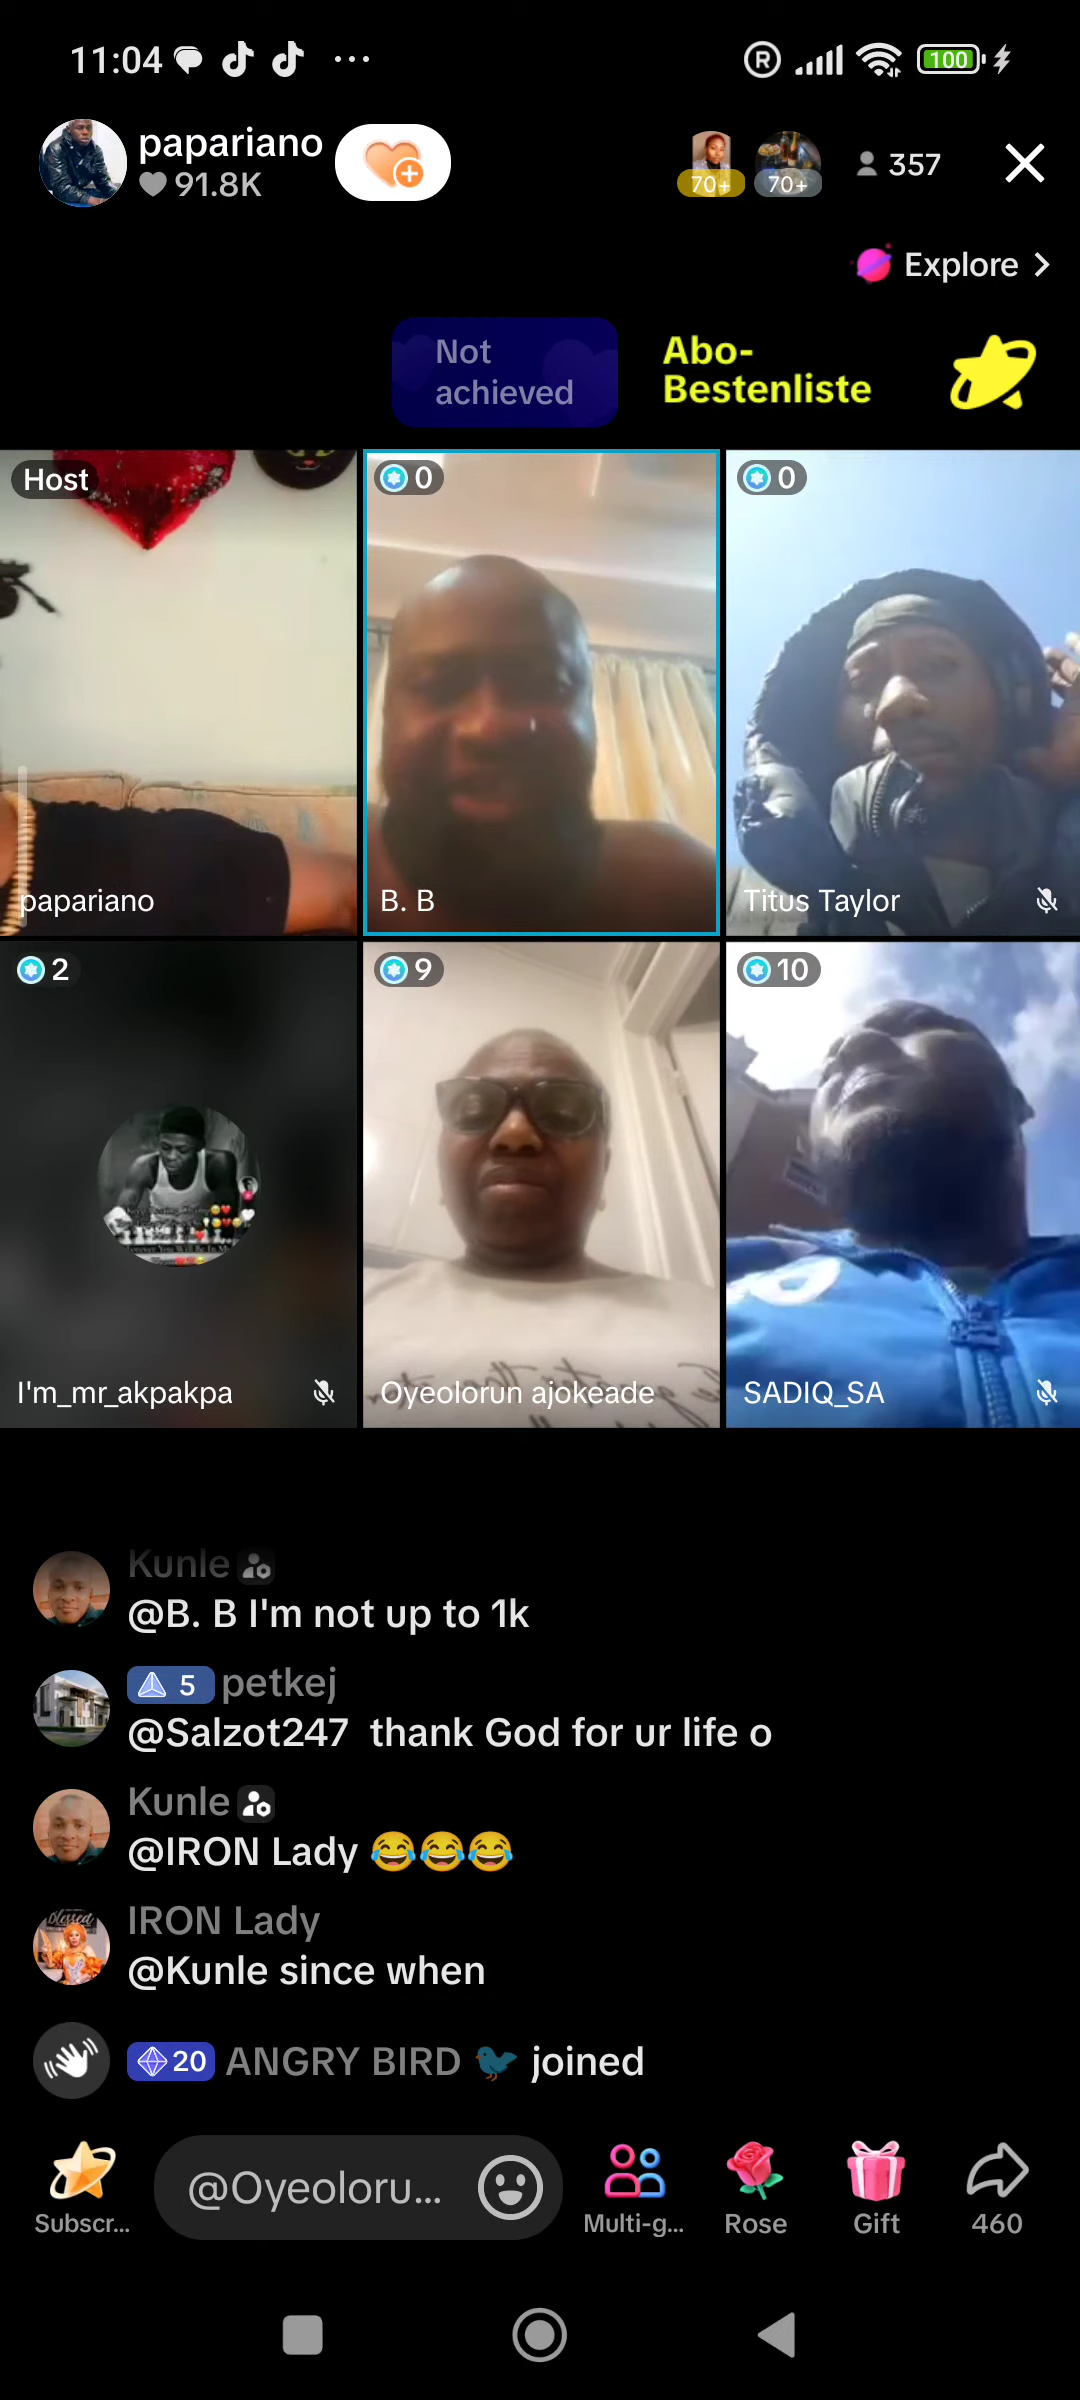 11:04
100
papariano
91.8K
70+
70+
357
Explore
Not
achieved
Abo-
Bestenliste
Host
0
0
papariano
B. B
Titus Taylor
2
9
10
I'm_mr_akpakpa
Oyeolorun ajokeade
SADIQ_SA
Kunle
@B. B I'm not up to 1k
5 petkej
@Salzot247 thank God for ur life o
Kunle
@IRON Lady 😂😂😂
IRON Lady
@Kunle since when
20 ANGRY BIRD 🐦 joined
@Oyeoloru...
Subscr...
Multi-g...
Rose
Gift
460